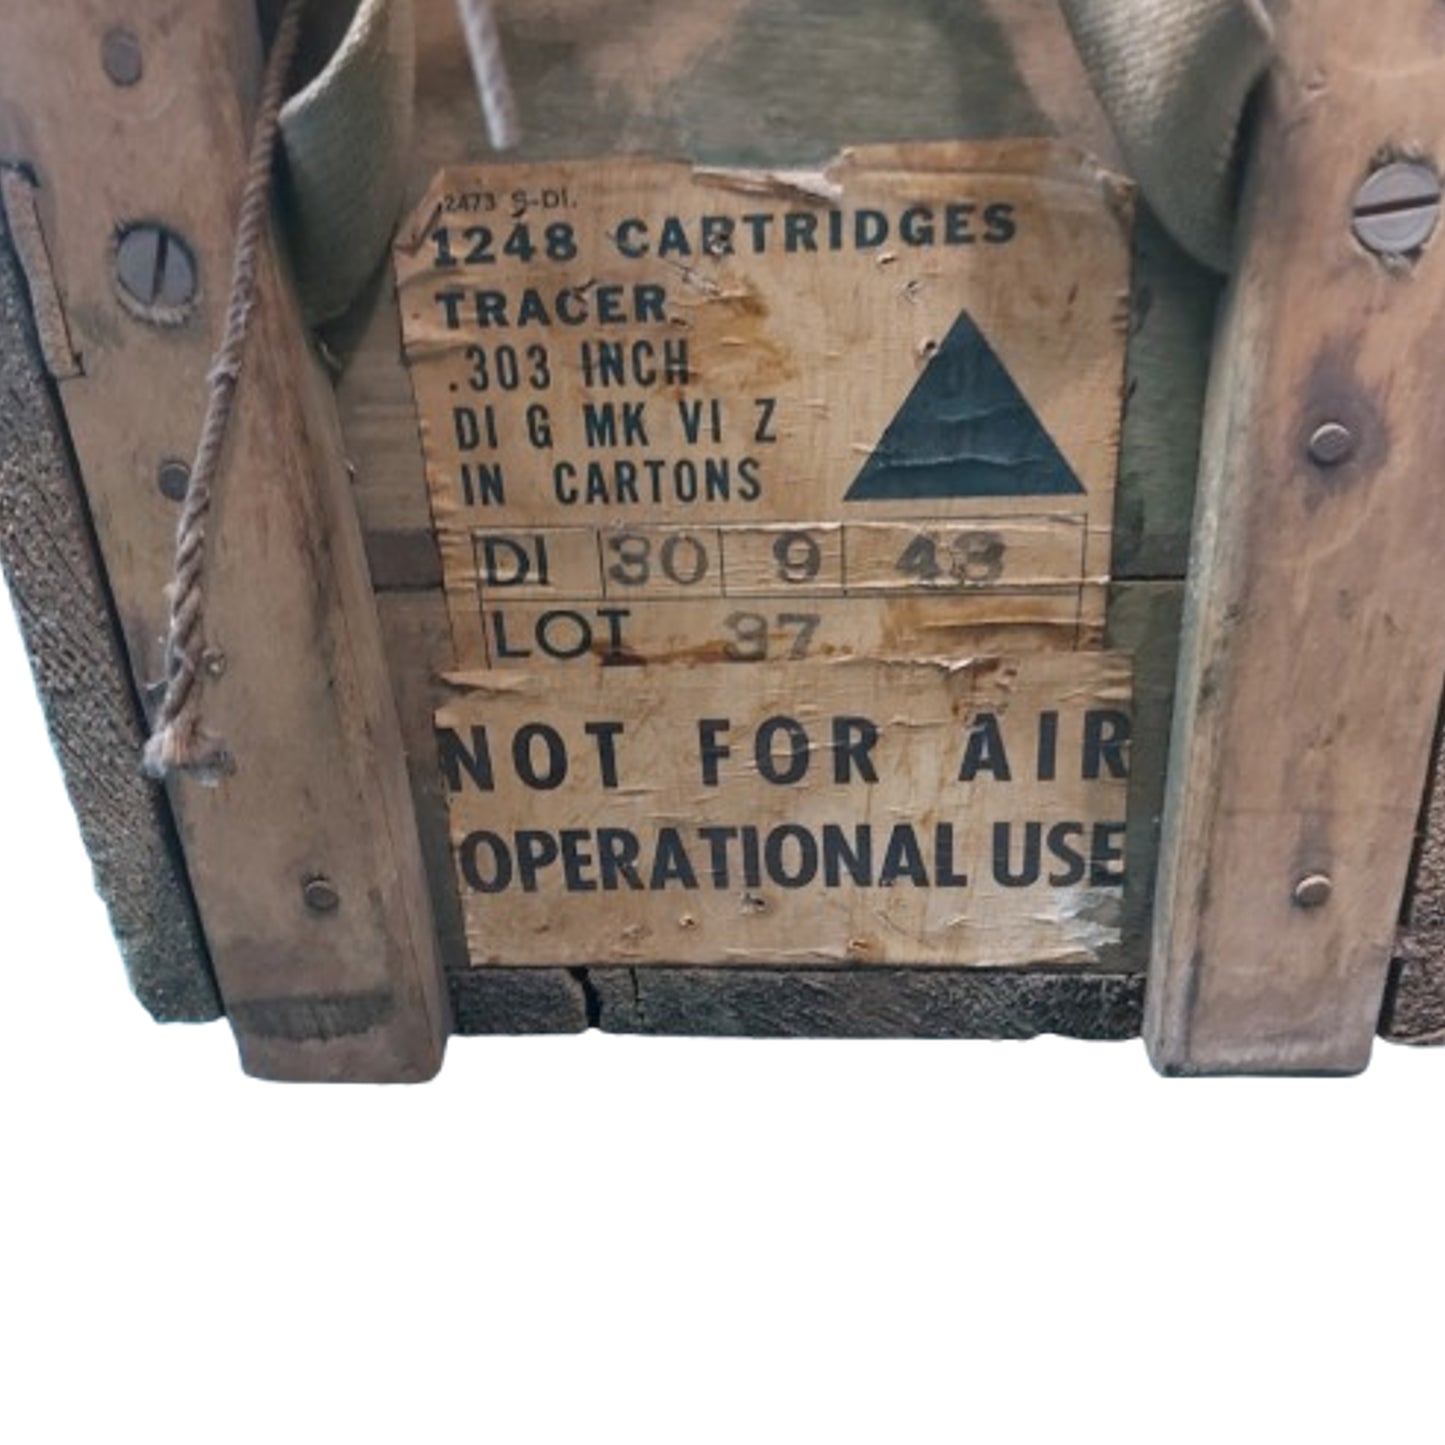 2473 S-DI.
1248 CARTRIDGES
TRACER
.303 INCH
DI G MK VI Z
IN CARTONS
DI 30 9 43
LOT 37
NOT FOR AIR
OPERATIONAL USE